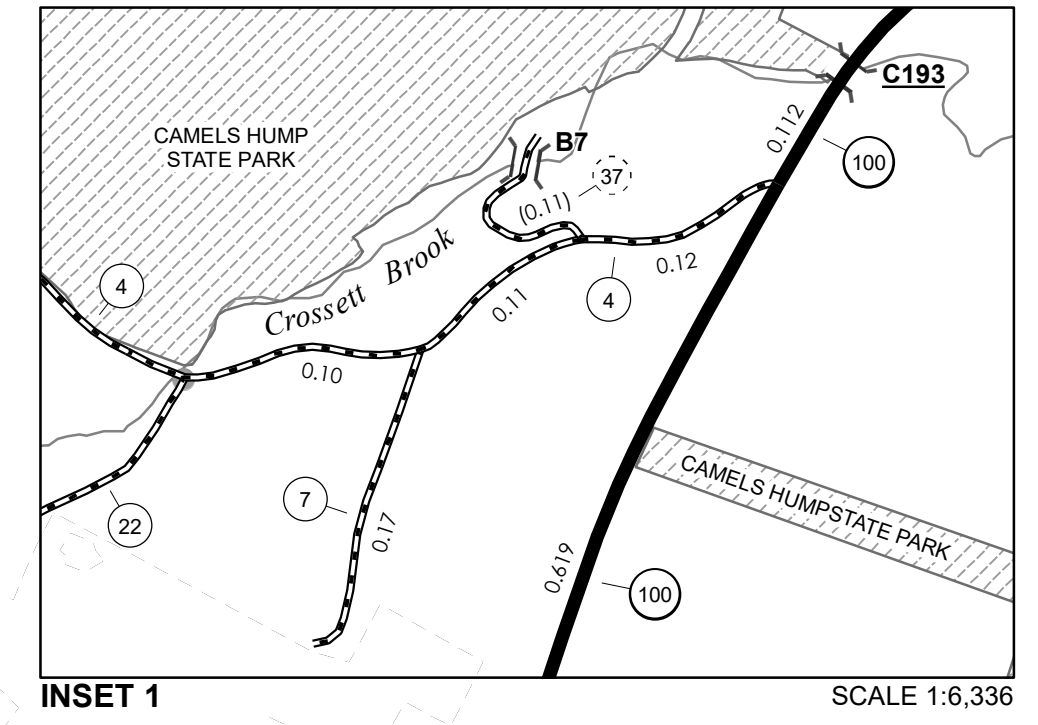 C193
CAMELS HUMP
STATE PARK
B7
0.112
100
37
(0.11)
Crossett Brook
0.12
4
4
0.11
0.10
CAMELS HUMPSTATE PARK
7
22
0.17
0.619
100
INSET 1
SCALE 1:6,336